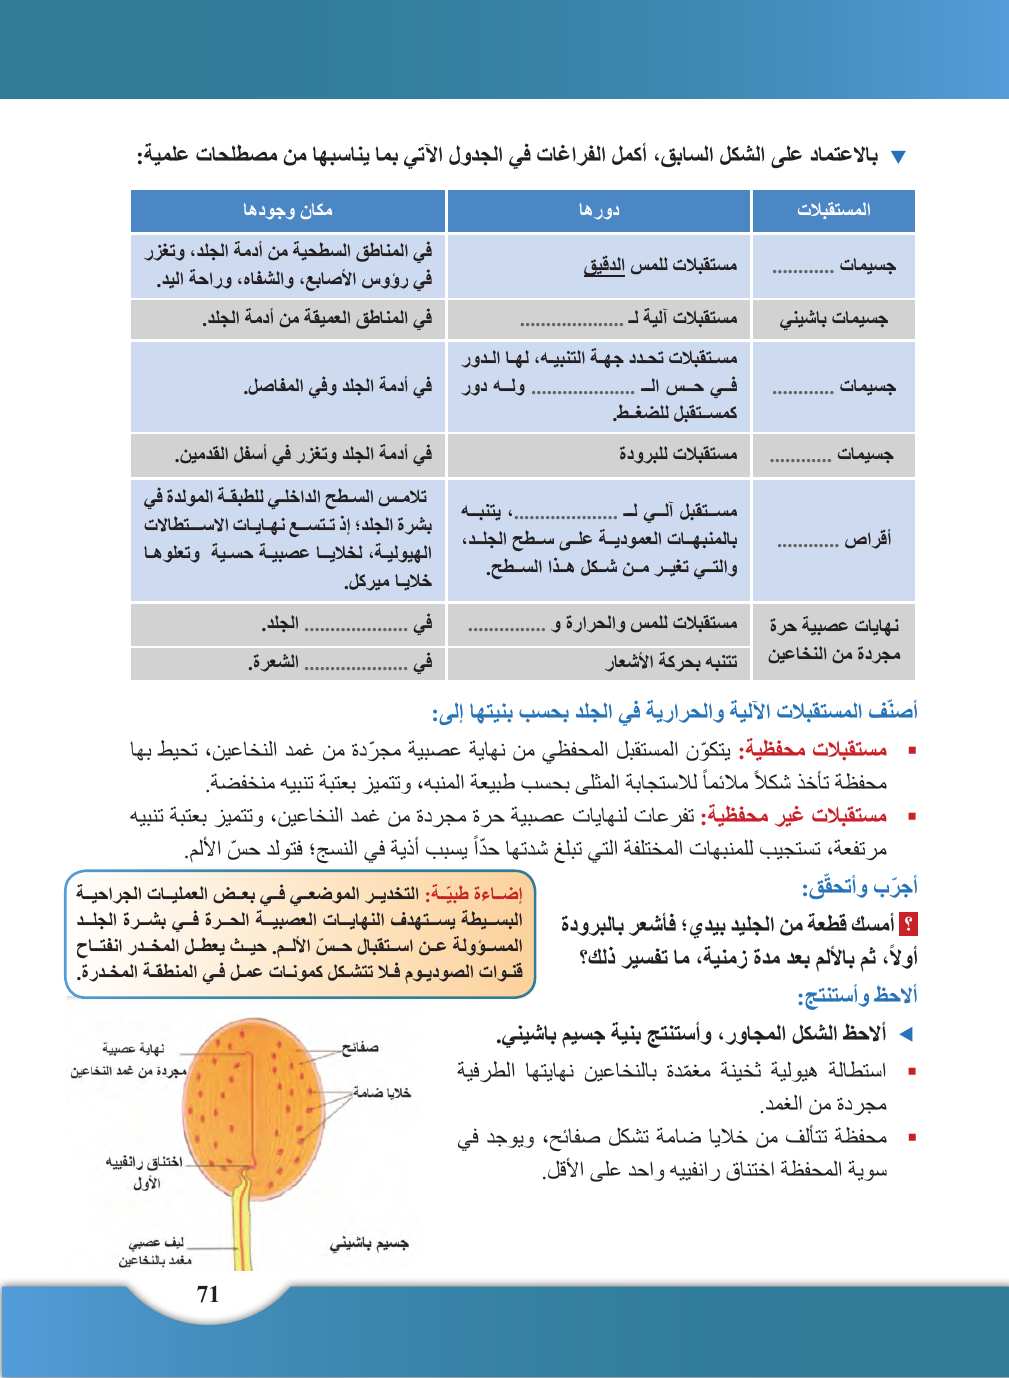 بالاعتماد على الشكل السابق، أكمل الفراغات في الجدول الآتي بما يناسبها من مصطلحات علمية:
المستقبلات دورها مكان وجودها
جسيمات ............ مستقبلات للمس الدقيق في المناطق السطحية من أدمة الجلد، وتغزر
في رؤوس الأصابع، والشفاه، وراحة اليد.
جسيمات باشيني مستقبلات آلية لـ .................... في المناطق العميقة من أدمة الجلد.
جسيمات ............ مستقبلات تحدد جهة التنبيه، لها الدور
في حس الـ .................... وله دور
كمستقبل للضغط.
في أدمة الجلد وفي المفاصل.
جسيمات ............ مستقبلات للبرودة في أدمة الجلد وتغزر في أسفل القدمين.
أقراص ............ مستقبل آلي لـ ....................، يتنبه
بالمنبهات العمودية على سطح الجلد،
والتي تغير من شكل هذا السطح.
تلامس السطح الداخلي للطبقة المولدة في
بشرة الجلد؛ إذ تتسع نهايات الاستطالات
الهيولية، لخلايا عصبية حسية وتعلوها
خلايا ميركل.
نهايات عصبية حرة
مجردة من النخاعين
مستقبلات للمس والحرارة و ............... في .................... الجلد.
تتنبه بحركة الأشعار في .................... الشعرة.
أصنّف المستقبلات الآلية والحرارية في الجلد بحسب بنيتها إلى:
مستقبلات محفظية: يتكوّن المستقبل المحفظي من نهاية عصبية مجرّدة من غمد النخاعين، تحيط بها
محفظة تأخذ شكلاً ملائماً للاستجابة المثلى بحسب طبيعة المنبه، وتتميز بعتبة تنبيه منخفضة.
مستقبلات غير محفظية: تفرعات لنهايات عصبية حرة مجردة من غمد النخاعين، وتتميز بعتبة تنبيه
مرتفعة، تستجيب للمنبهات المختلفة التي تبلغ شدتها حدّاً يسبب أذية في النسج؛ فتولد حسّ الألم.
أجرّب وأتحقّق:
؟ أمسك قطعة من الجليد بيدي؛ فأشعر بالبرودة
أولاً، ثم بالألم بعد مدة زمنية، ما تفسير ذلك؟
إضاءة طبيّة: التخدير الموضعي في بعض العمليات الجراحية
البسيطة يستهدف النهايات العصبية الحرة في بشرة الجلد
المسؤولة عن استقبال حسّ الألم. حيث يعطل المخدر انفتاح
قنوات الصوديوم فلا تتشكل كمونات عمل في المنطقة المخدرة.
ألاحظ وأستنتج:
ألاحظ الشكل المجاور، وأستنتج بنية جسيم باشيني.
استطالة هيولية ثخينة مغمّدة بالنخاعين نهايتها الطرفية
مجردة من الغمد.
محفظة تتألف من خلايا ضامة تشكل صفائح، ويوجد في
سوية المحفظة اختناق رانفييه واحد على الأقل.
صفائح
خلايا ضامة
نهاية عصبية
مجردة من غمد النخاعين
اختناق رانفييه
الأول
ليف عصبي
مغمد بالنخاعين
جسيم باشيني
71